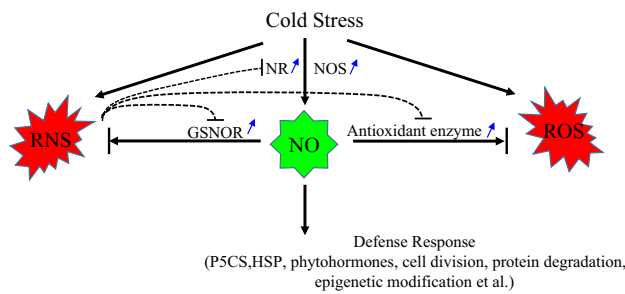 Cold Stress
NR NOS
RNS
GSNOR
NO
Antioxidant enzyme
ROS
Defense Response
(P5CS,HSP, phytohormones, cell division, protein degradation,
epigenetic modification et al.)